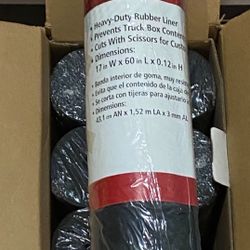 • Heavy-Duty Rubber Liner
• Prevents Truck Box Conten
• Cuts With Scissors for Custom
• Dimensions:
17 in W x 60 in L x 0.12 in H
• Banda interior de goma, muy resisten
• Evita que el contenido de la caja de
• Se corta con tijeras para ajustarlo a
• Dimensiones:
43,1 cm AN x 1,52 m LA x 3 mm AL